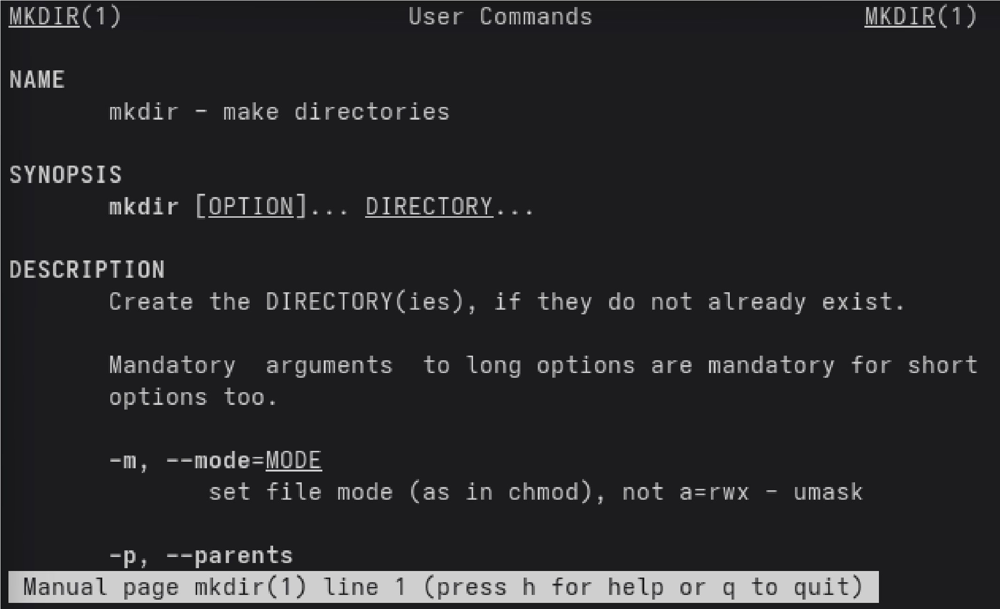 MKDIR(1) User Commands MKDIR(1)
NAME
mkdir - make directories
SYNOPSIS
mkdir [OPTION]... DIRECTORY...
DESCRIPTION
Create the DIRECTORY(ies), if they do not already exist.
Mandatory arguments to long options are mandatory for short
options too.
-m, --mode=MODE
set file mode (as in chmod), not a=rwx - umask
-p, --parents
Manual page mkdir(1) line 1 (press h for help or q to quit)